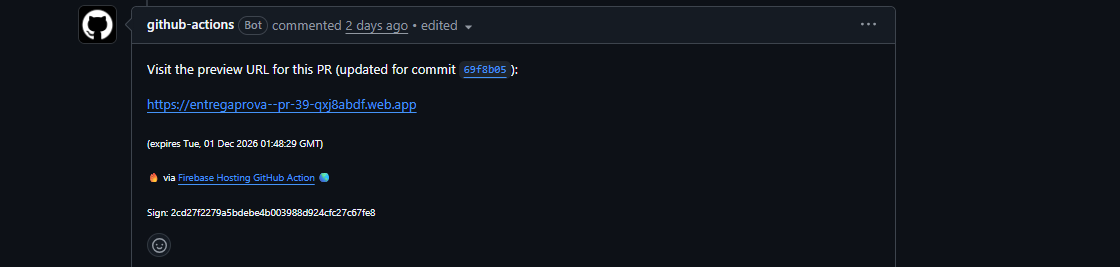 github-actions Bot commented 2 days ago • edited
Visit the preview URL for this PR (updated for commit 69f8b05):
https://entregaprova--pr-39-qxj8abdf.web.app
(expires Tue, 01 Dec 2026 01:48:29 GMT)
🔥 via Firebase Hosting GitHub Action 🌎
Sign: 2cd27f2279a5bdebe4b003988d924cfc27c67fe8